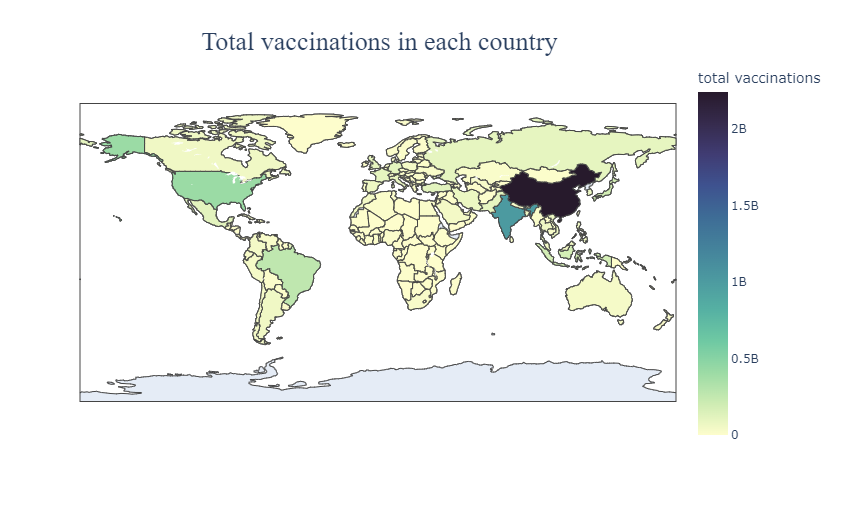 Total vaccinations in each country
total vaccinations
2B
1.5B
1B
0.5B
0